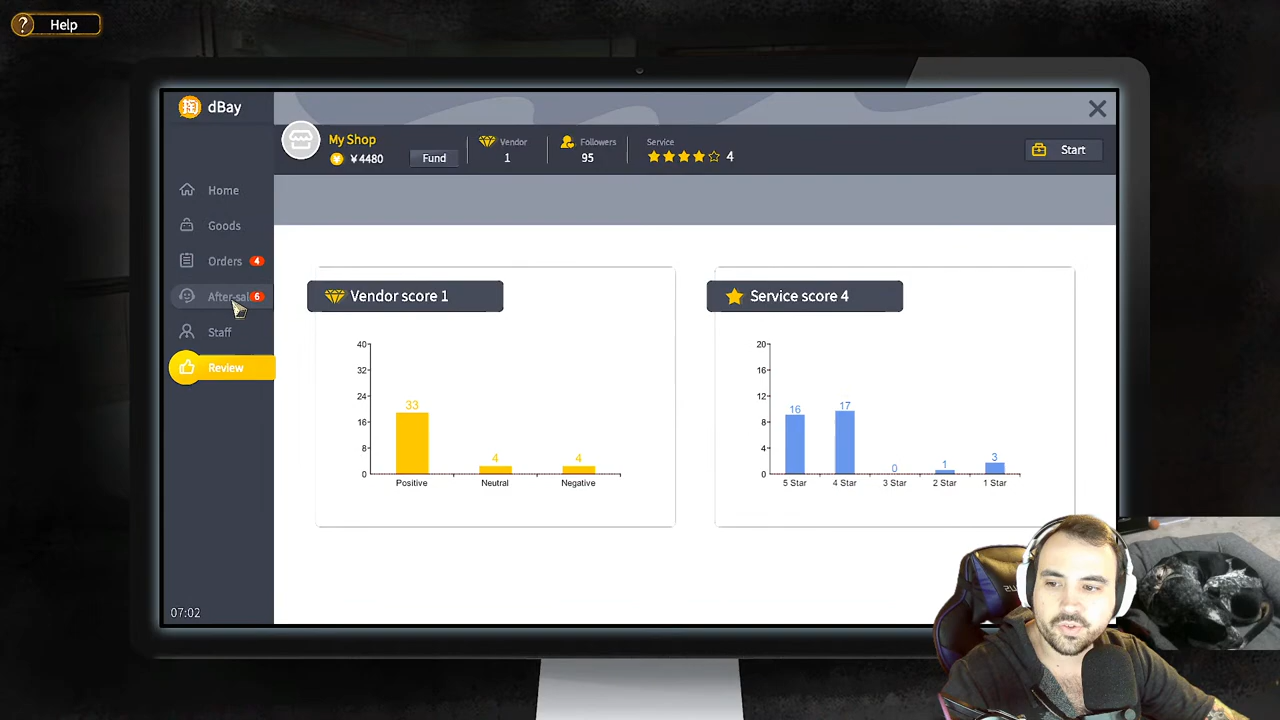 ? Help
掏 dBay
My Shop
¥4480
Fund
Vendor
1
Followers
95
Service
4
Start
Home
Goods
Orders 4
After-sal 6
Staff
Review
Vendor score 1
40
32
24
16
8
0
33
4
4
Positive
Neutral
Negative
Service score 4
20
16
12
8
4
0
16
17
0
1
3
5 Star
4 Star
3 Star
2 Star
1 Star
07:02